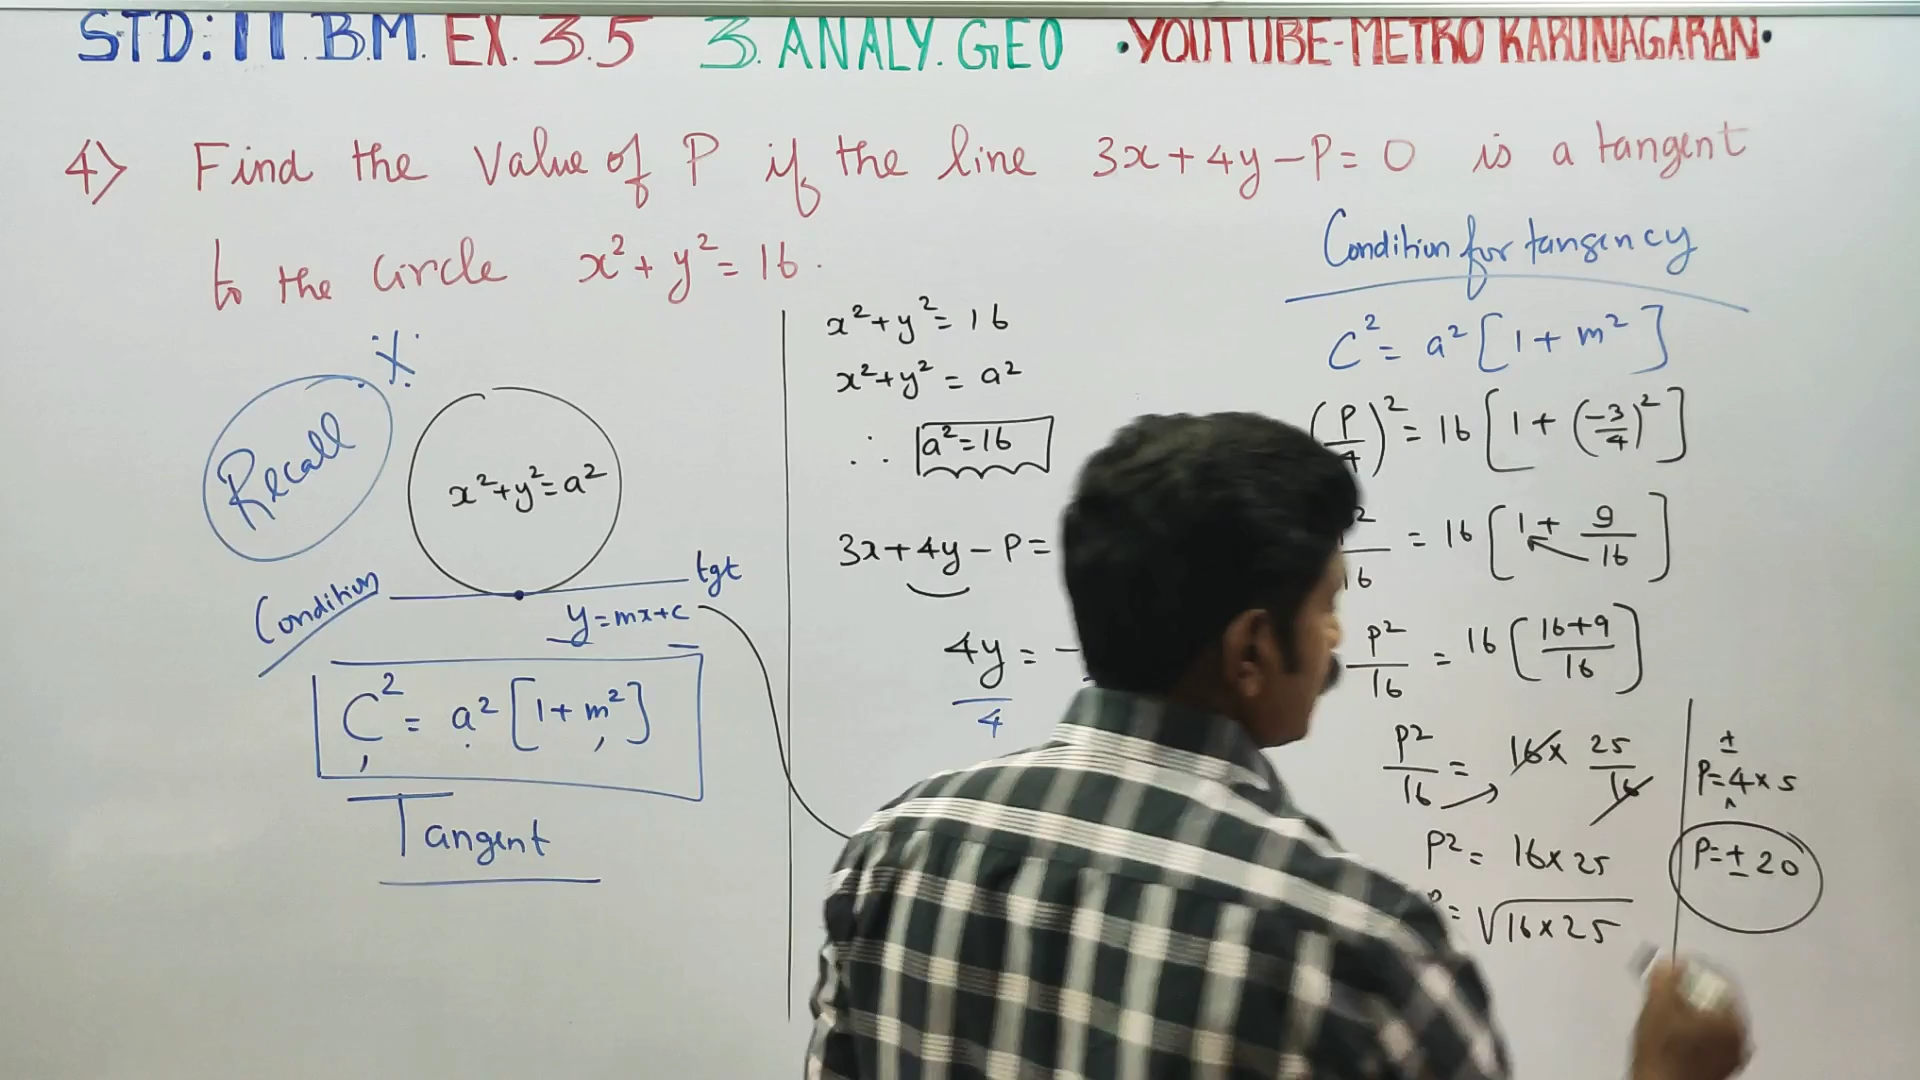 STD: 11.B.M. EX. 3.5 3. ANALY. GEO •YOUTUBE-METRO KARUNAGARAN•
4) Find the Value of P if the line 3x+4y-P=0 is a tangent
to the Circle x²+y²=16.
Recall
x²+y²=a²
Condition
tgt
y=mx+c
C²= a²[1+m²]
Tangent
x²+y²=16
x²+y²=a²
∴ a²=16
3x+4y-P=
4y = -
4
Condition for tangency
C²= a²[1+m²]
(P/4)²= 16[1+(-3/4)²]
= 16[1+ 9/16]
P²/16 = 16(16+9/16)
P²/16 = 16× 25/16
P²= 16×25
= √16×25
±
P=4×5
P=±20